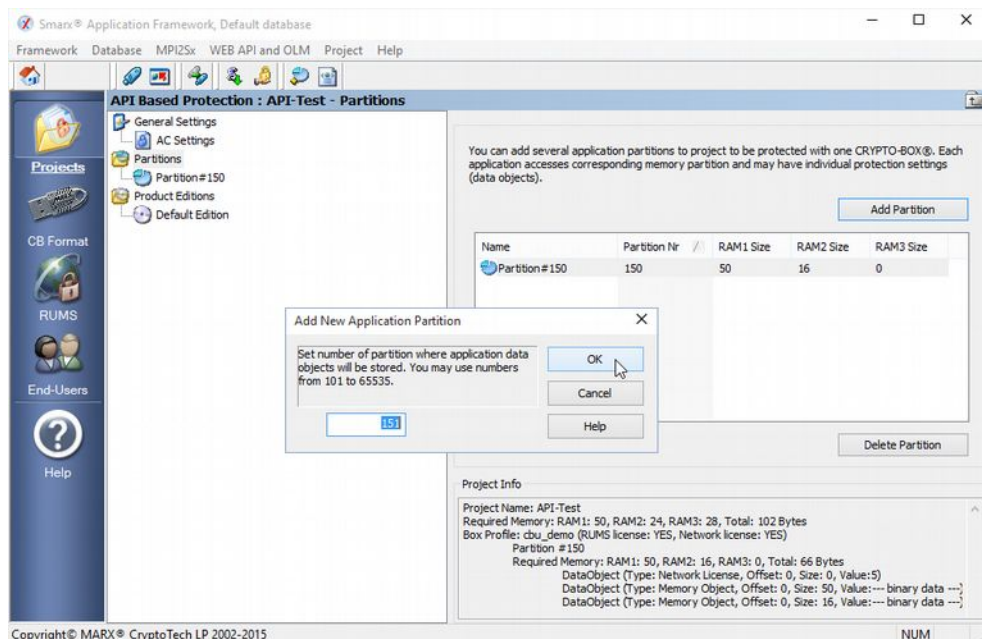 Smarx® Application Framework, Default database
Framework Database MPI2Sx WEB API and OLM Project Help
API Based Protection : API-Test - Partitions
Projects
CB Format
RUMS
End-Users
Help
General Settings
AC Settings
Partitions
Partition#150
Product Editions
Default Edition
You can add several application partitions to project to be protected with one CRYPTO-BOX®. Each
application accesses corresponding memory partition and may have individual protection settings
(data objects).
Add Partition
Name Partition Nr / RAM1 Size RAM2 Size RAM3 Size
Partition#150 150 50 16 0
Add New Application Partition
Set number of partition where application data
objects will be stored. You may use numbers
from 101 to 65535.
151
OK
Cancel
Help
Delete Partition
Project Info
Project Name: API-Test
Required Memory: RAM1: 50, RAM2: 24, RAM3: 28, Total: 102 Bytes
Box Profile: cbu_demo (RUMS license: YES, Network license: YES)
Partition #150
Required Memory: RAM1: 50, RAM2: 16, RAM3: 0, Total: 66 Bytes
DataObject (Type: Network License, Offset: 0, Size: 0, Value:5)
DataObject (Type: Memory Object, Offset: 0, Size: 50, Value:--- binary data ---)
DataObject (Type: Memory Object, Offset: 0, Size: 16, Value:--- binary data ---)
Copyright© MARX® CryptoTech LP 2002-2015
NUM